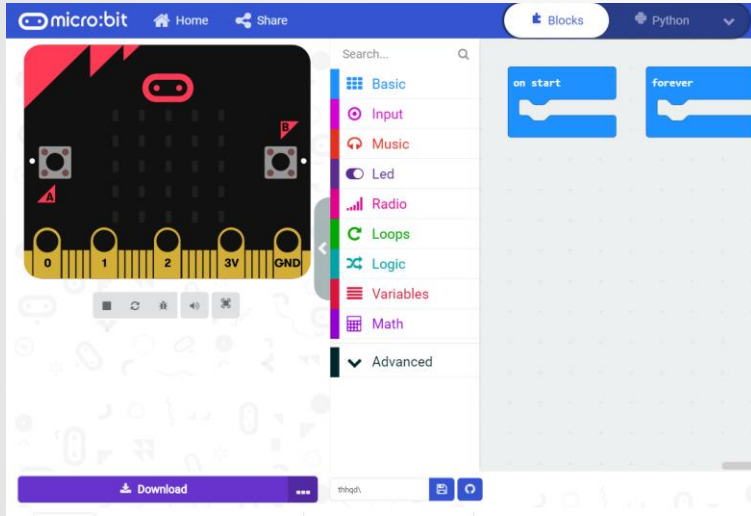 micro:bit Home Share Blocks Python
Search...
Basic
Input
Music
Led
Radio
Loops
Logic
Variables
Math
Advanced
on start forever
B
A
0 1 2 3V GND
Download ... thhqd\